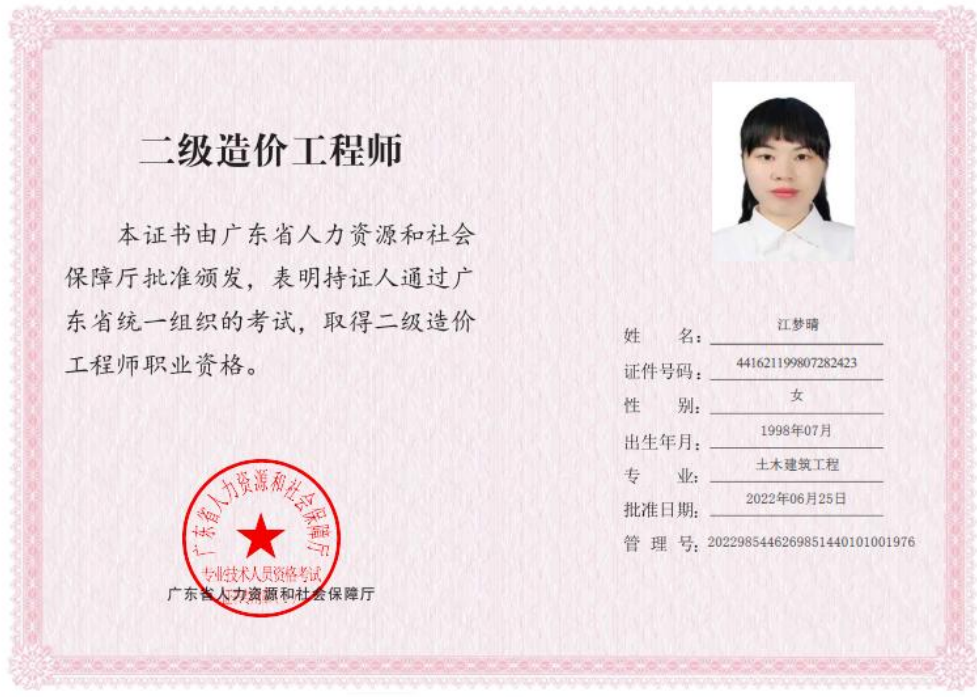 二级造价工程师
本证书由广东省人力资源和社会
保障厅批准颁发，表明持证人通过广
东省统一组织的考试，取得二级造价
工程师职业资格。
广东省人力资源和社会保障厅
专业技术人员资格考试
广东省人力资源和社会保障厅
姓名：江梦晴
证件号码：441621199807282423
性别：女
出生年月：1998年07月
专业：土木建筑工程
批准日期：2022年06月25日
管理号：20229854462698514401010​01976